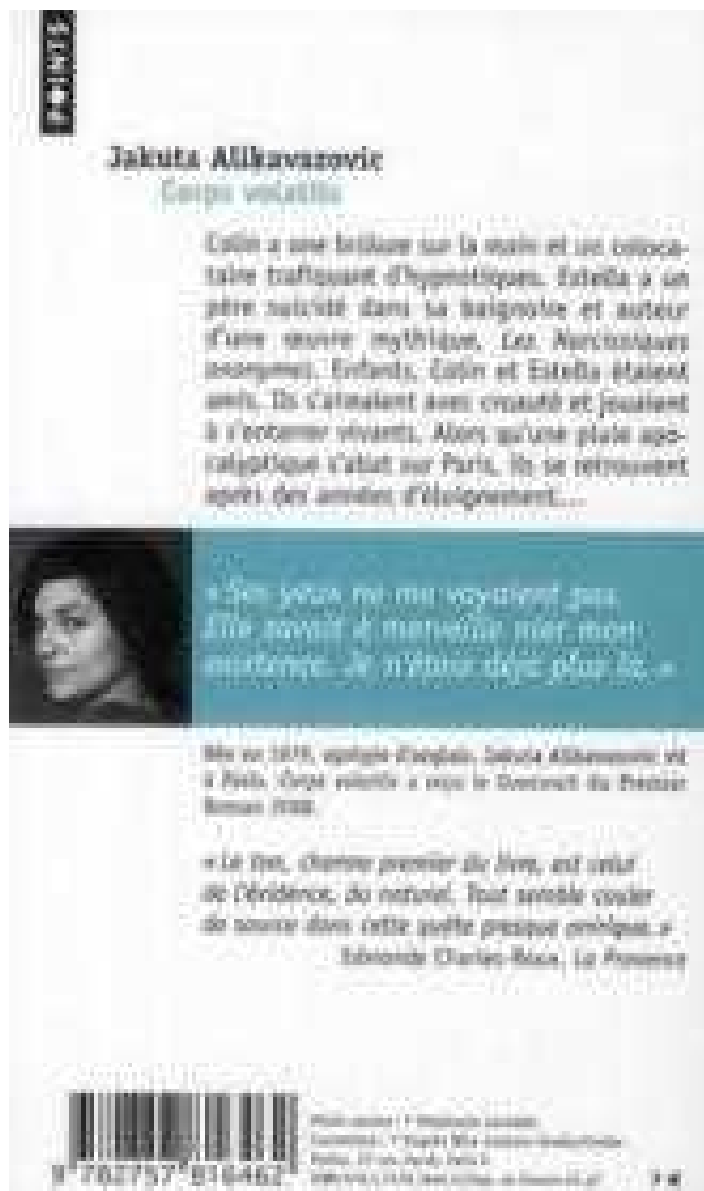 POINTS
Jakuta Alikavazovic
Corps volatils
Colin a une brûlure sur la main et un coloca-
taire trafiquant d'hypnotiques. Estella a un
père suicidé dans sa baignoire et auteur
d'une œuvre mythique, Les Narcissiques
anonymes. Enfants, Colin et Estella étaient
amis. Ils s'aimaient avec cruauté et jouaient
à s'enterrer vivants. Alors qu'une pluie apo-
calyptique s'abat sur Paris, ils se retrouvent
après des années d'éloignement...
« Ses yeux ne me voyaient pas.
Elle savait à merveille nier mon
existence. Je n'étais déjà plus là. »
Née en 1979, agrégée d'anglais, Jakuta Alikavazovic vit
à Paris. Corps volatils a reçu le Goncourt du Premier
Roman 2008.
« Le ton, charme premier du livre, est celui
de l'évidence, du naturel. Tout semble couler
de source dans cette quête presque onirique. »
Edmonde Charles-Roux, La Provence
9 782757 816462
7 €